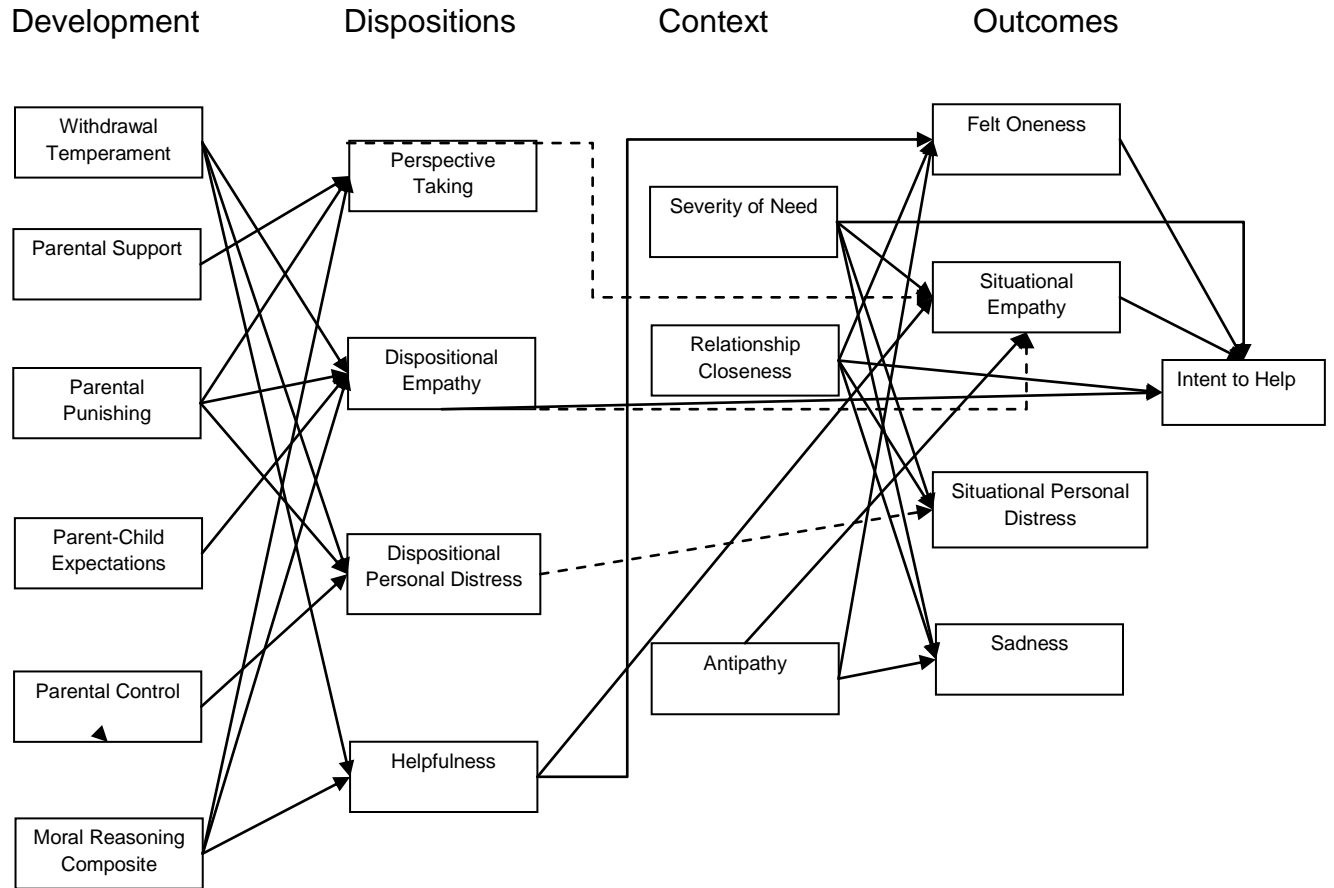 Development
Dispositions
Context
Outcomes
Withdrawal
Temperament
Parental Support
Parental
Punishing
Parent-Child
Expectations
Parental Control
Moral Reasoning
Composite
Perspective
Taking
Dispositional
Empathy
Dispositional
Personal Distress
Helpfulness
Severity of Need
Relationship
Closeness
Antipathy
Felt Oneness
Situational
Empathy
Situational Personal
Distress
Sadness
Intent to Help